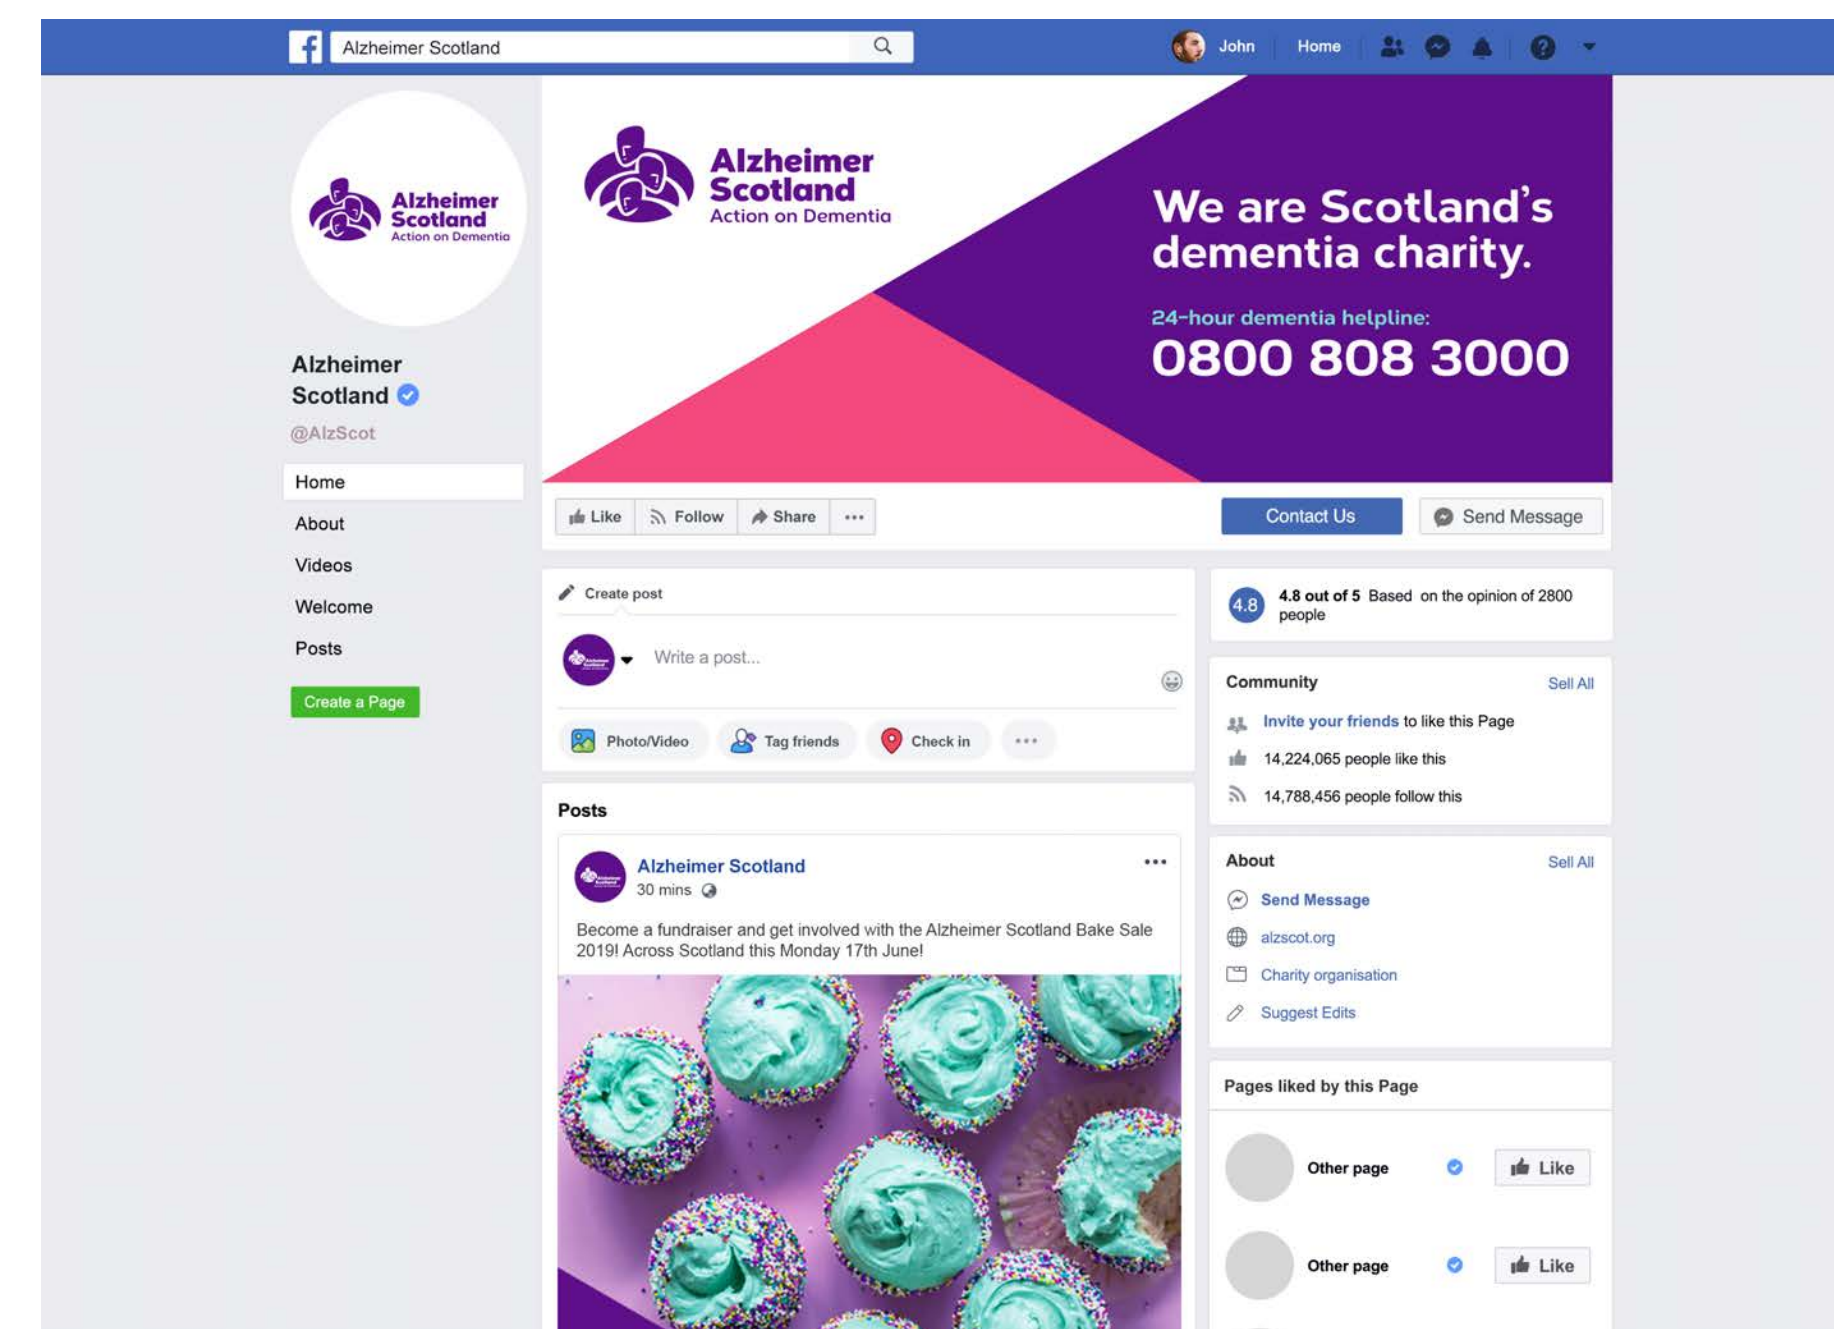 Alzheimer Scotland
John
Home
Alzheimer
Scotland
Action on Dementia
Alzheimer
Scotland
@AlzScot
Home
About
Videos
Welcome
Posts
Create a Page
Alzheimer
Scotland
Action on Dementia
We are Scotland's
dementia charity.
24-hour dementia helpline:
0800 808 3000
Like
Follow
Share
Contact Us
Send Message
Create post
Write a post...
Photo/Video
Tag friends
Check in
Posts
Alzheimer Scotland
30 mins
Become a fundraiser and get involved with the Alzheimer Scotland Bake Sale
2019! Across Scotland this Monday 17th June!
4.8
4.8 out of 5 Based on the opinion of 2800
people
Community
Sell All
Invite your friends to like this Page
14,224,065 people like this
14,788,456 people follow this
About
Sell All
Send Message
alzscot.org
Charity organisation
Suggest Edits
Pages liked by this Page
Other page
Like
Other page
Like